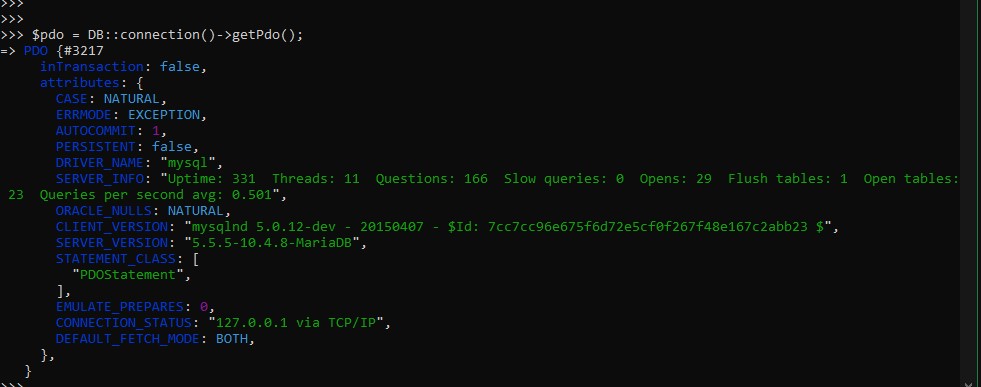 >>>
>>>
>>> $pdo = DB::connection()->getPdo();
=> PDO {#3217
     inTransaction: false,
     attributes: {
       CASE: NATURAL,
       ERRMODE: EXCEPTION,
       AUTOCOMMIT: 1,
       PERSISTENT: false,
       DRIVER_NAME: "mysql",
       SERVER_INFO: "Uptime: 331  Threads: 11  Questions: 166  Slow queries: 0  Opens: 29  Flush tables: 1  Open tables:
 23  Queries per second avg: 0.501",
       ORACLE_NULLS: NATURAL,
       CLIENT_VERSION: "mysqlnd 5.0.12-dev - 20150407 - $Id: 7cc7cc96e675f6d72e5cf0f267f48e167c2abb23 $",
       SERVER_VERSION: "5.5.5-10.4.8-MariaDB",
       STATEMENT_CLASS: [
         "PDOStatement",
       ],
       EMULATE_PREPARES: 0,
       CONNECTION_STATUS: "127.0.0.1 via TCP/IP",
       DEFAULT_FETCH_MODE: BOTH,
     },
   }
>>>